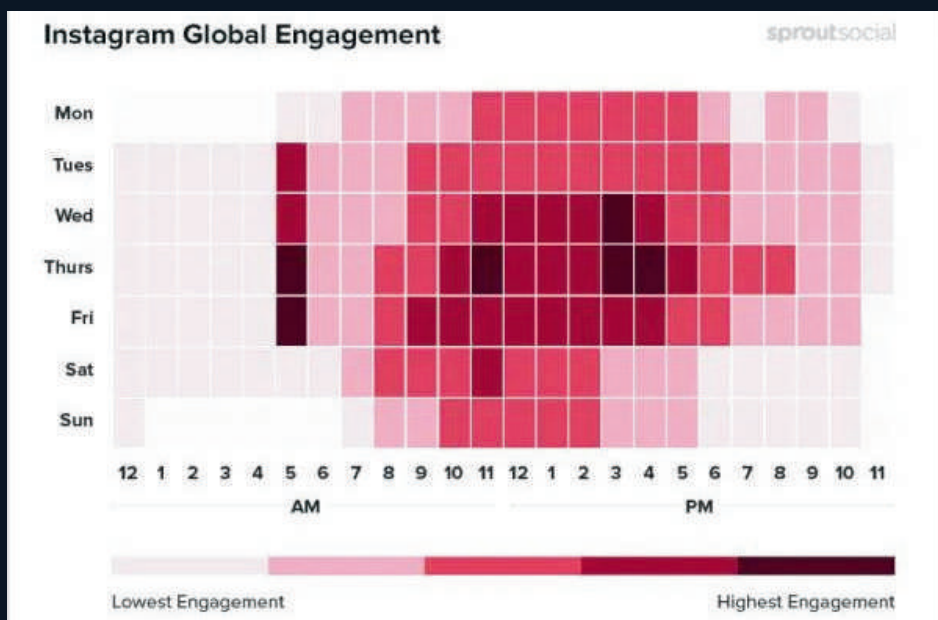 Instagram Global Engagement
sproutsocial
Mon
Tues
Wed
Thurs
Fri
Sat
Sun
12 1 2 3 4 5 6 7 8 9 10 11 12 1 2 3 4 5 6 7 8 9 10 11
AM PM
Lowest Engagement Highest Engagement